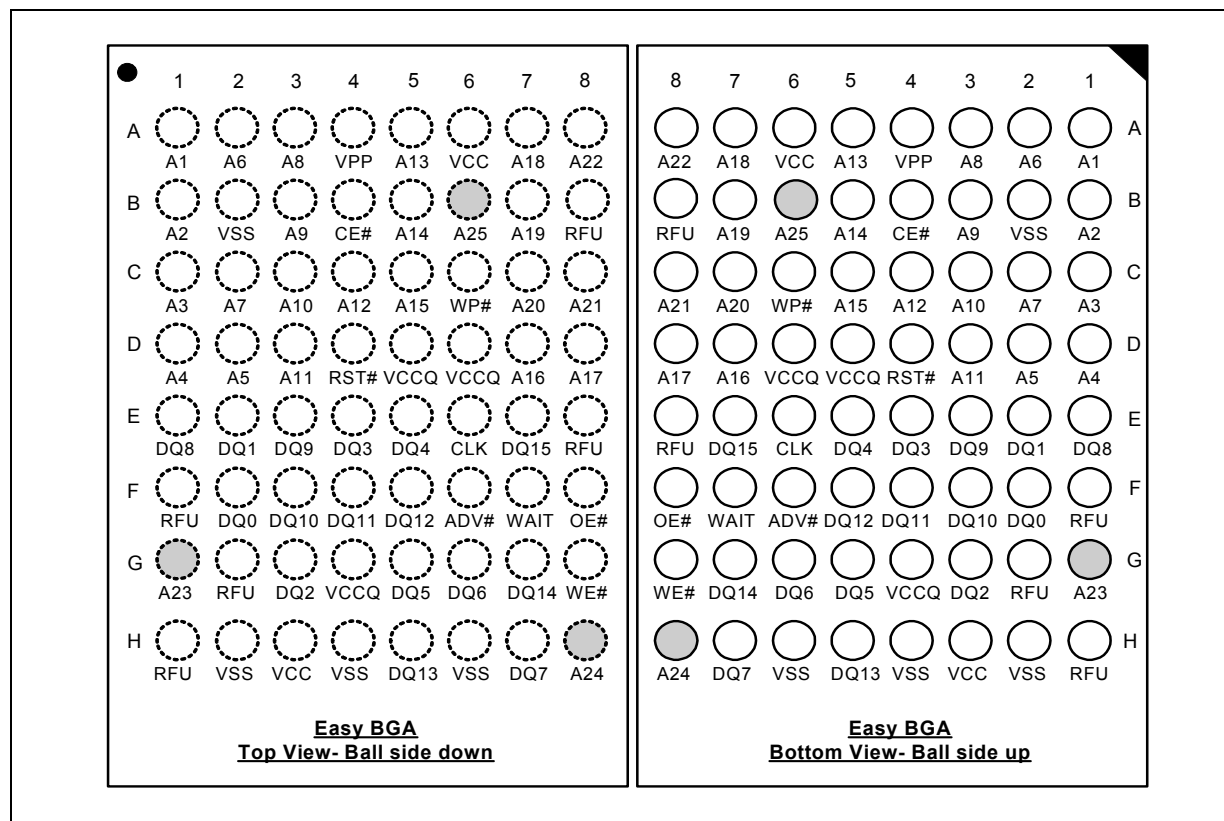 1 2 3 4 5 6 7 8
A
A1 A6 A8 VPP A13 VCC A18 A22
B
A2 VSS A9 CE# A14 A25 A19 RFU
C
A3 A7 A10 A12 A15 WP# A20 A21
D
A4 A5 A11 RST# VCCQ VCCQ A16 A17
E
DQ8 DQ1 DQ9 DQ3 DQ4 CLK DQ15 RFU
F
RFU DQ0 DQ10 DQ11 DQ12 ADV# WAIT OE#
G
A23 RFU DQ2 VCCQ DQ5 DQ6 DQ14 WE#
H
RFU VSS VCC VSS DQ13 VSS DQ7 A24
Easy BGA
Top View- Ball side down
8 7 6 5 4 3 2 1
A
A22 A18 VCC A13 VPP A8 A6 A1
B
RFU A19 A25 A14 CE# A9 VSS A2
C
A21 A20 WP# A15 A12 A10 A7 A3
D
A17 A16 VCCQ VCCQ RST# A11 A5 A4
E
RFU DQ15 CLK DQ4 DQ3 DQ9 DQ1 DQ8
F
OE# WAIT ADV# DQ12 DQ11 DQ10 DQ0 RFU
G
WE# DQ14 DQ6 DQ5 VCCQ DQ2 RFU A23
H
A24 DQ7 VSS DQ13 VSS VCC VSS RFU
Easy BGA
Bottom View- Ball side up